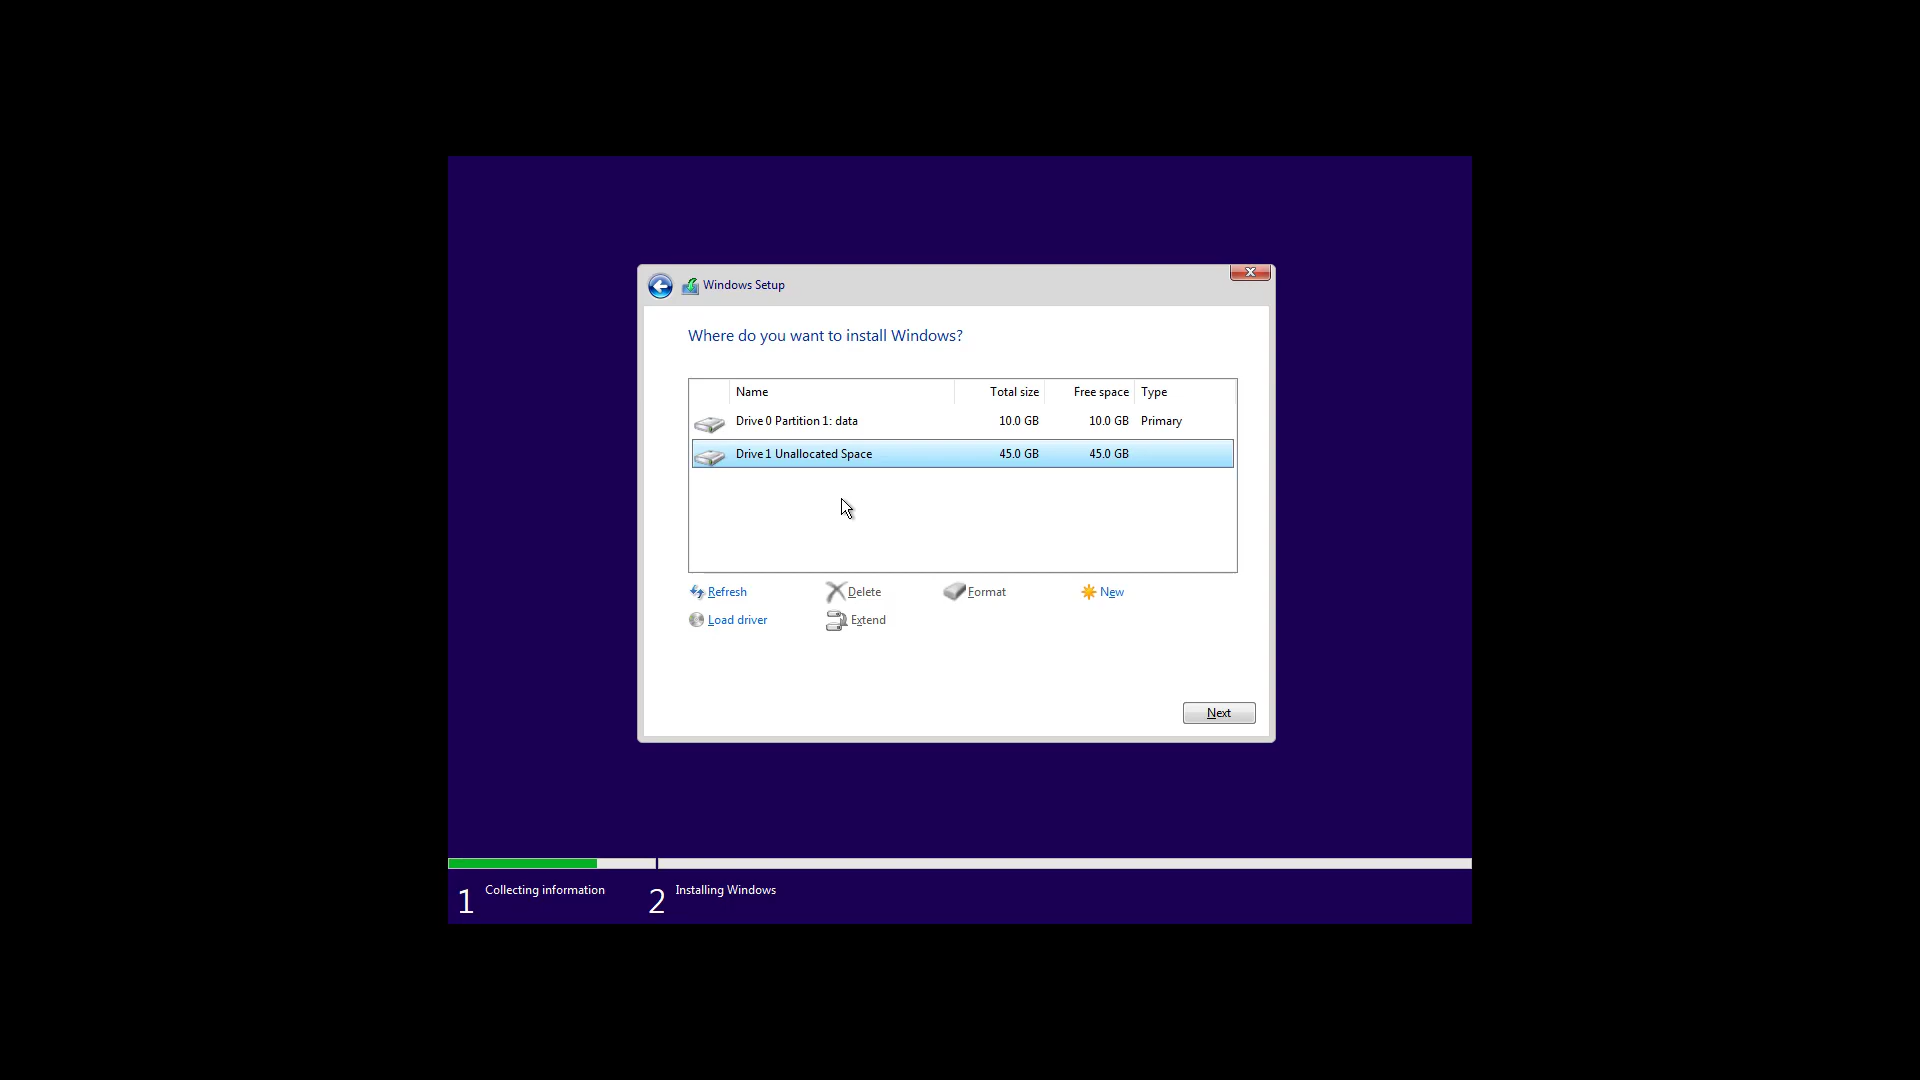 Windows Setup
Where do you want to install Windows?
Name Total size Free space Type
Drive 0 Partition 1: data 10.0 GB 10.0 GB Primary
Drive 1 Unallocated Space 45.0 GB 45.0 GB
Refresh Delete Format New
Load driver Extend
Next
1 Collecting information 2 Installing Windows